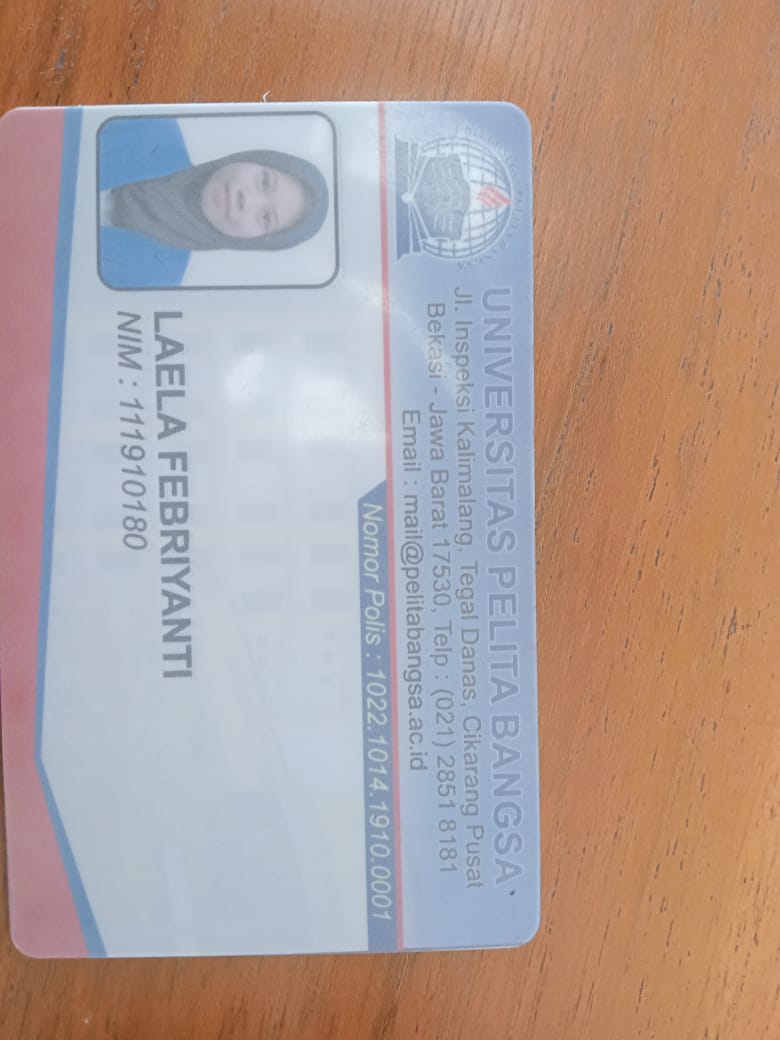 UNIVERSITAS PELITA BANGSA
Jl. Inspeksi Kalimalang, Tegal Danas, Cikarang Pusat
Bekasi - Jawa Barat 17530, Telp : (021) 2851 8181
Email : mail@pelitabangsa.ac.id
Nomor Polis : 1022.1014.1910.0001
LAELA FEBRIYANTI
NIM : 111910180